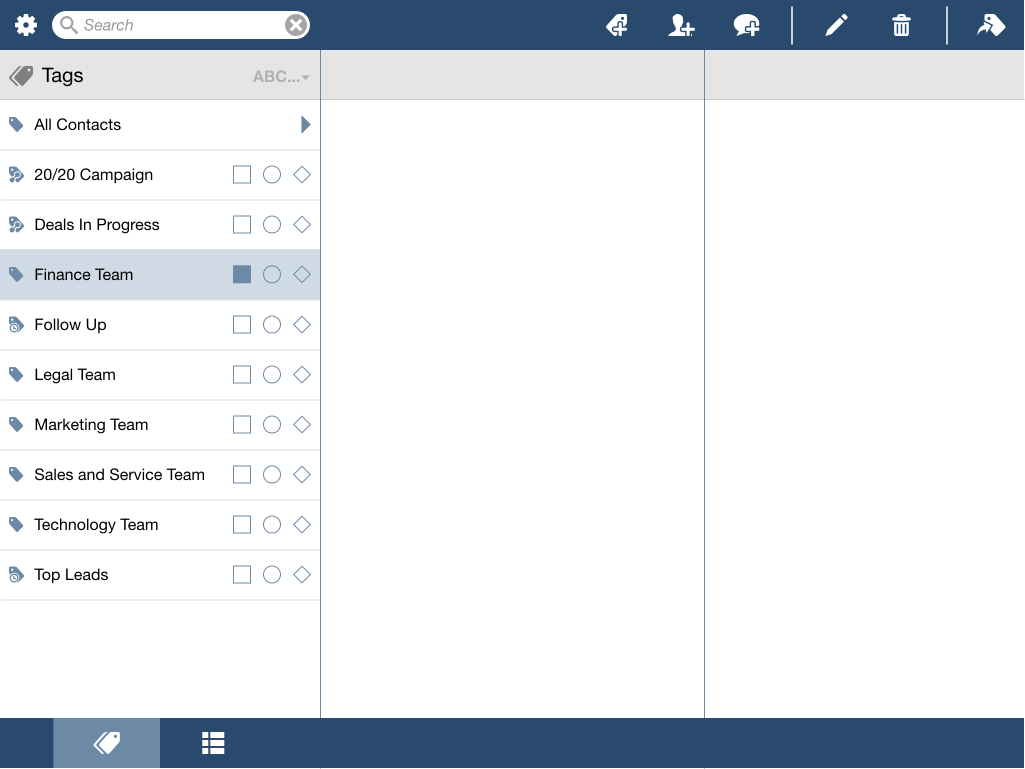 Search
Tags ABC...
All Contacts
20/20 Campaign
Deals In Progress
Finance Team
Follow Up
Legal Team
Marketing Team
Sales and Service Team
Technology Team
Top Leads